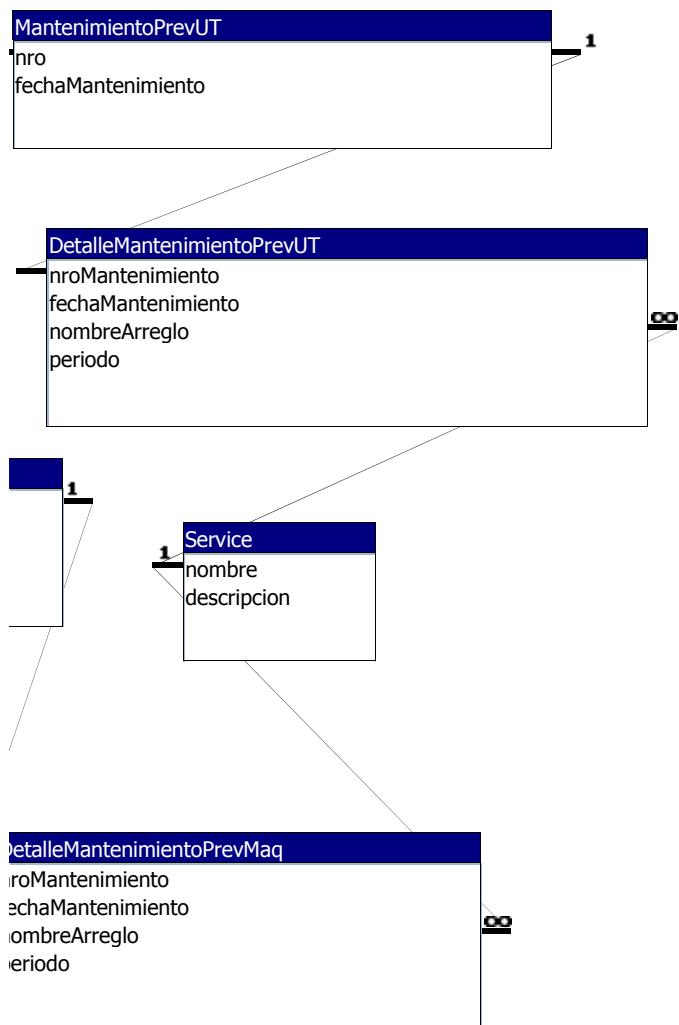 MantenimientoPrevUT
1
nro
fechaMantenimiento
DetalleMantenimientoPrevUT
nroMantenimiento
fechaMantenimiento
∞
nombreArreglo
periodo
1
Service
1
nombre
descripcion
etalleMantenimientoPrevMaq
roMantenimiento
echaMantenimiento
∞
ombreArreglo
eriodo